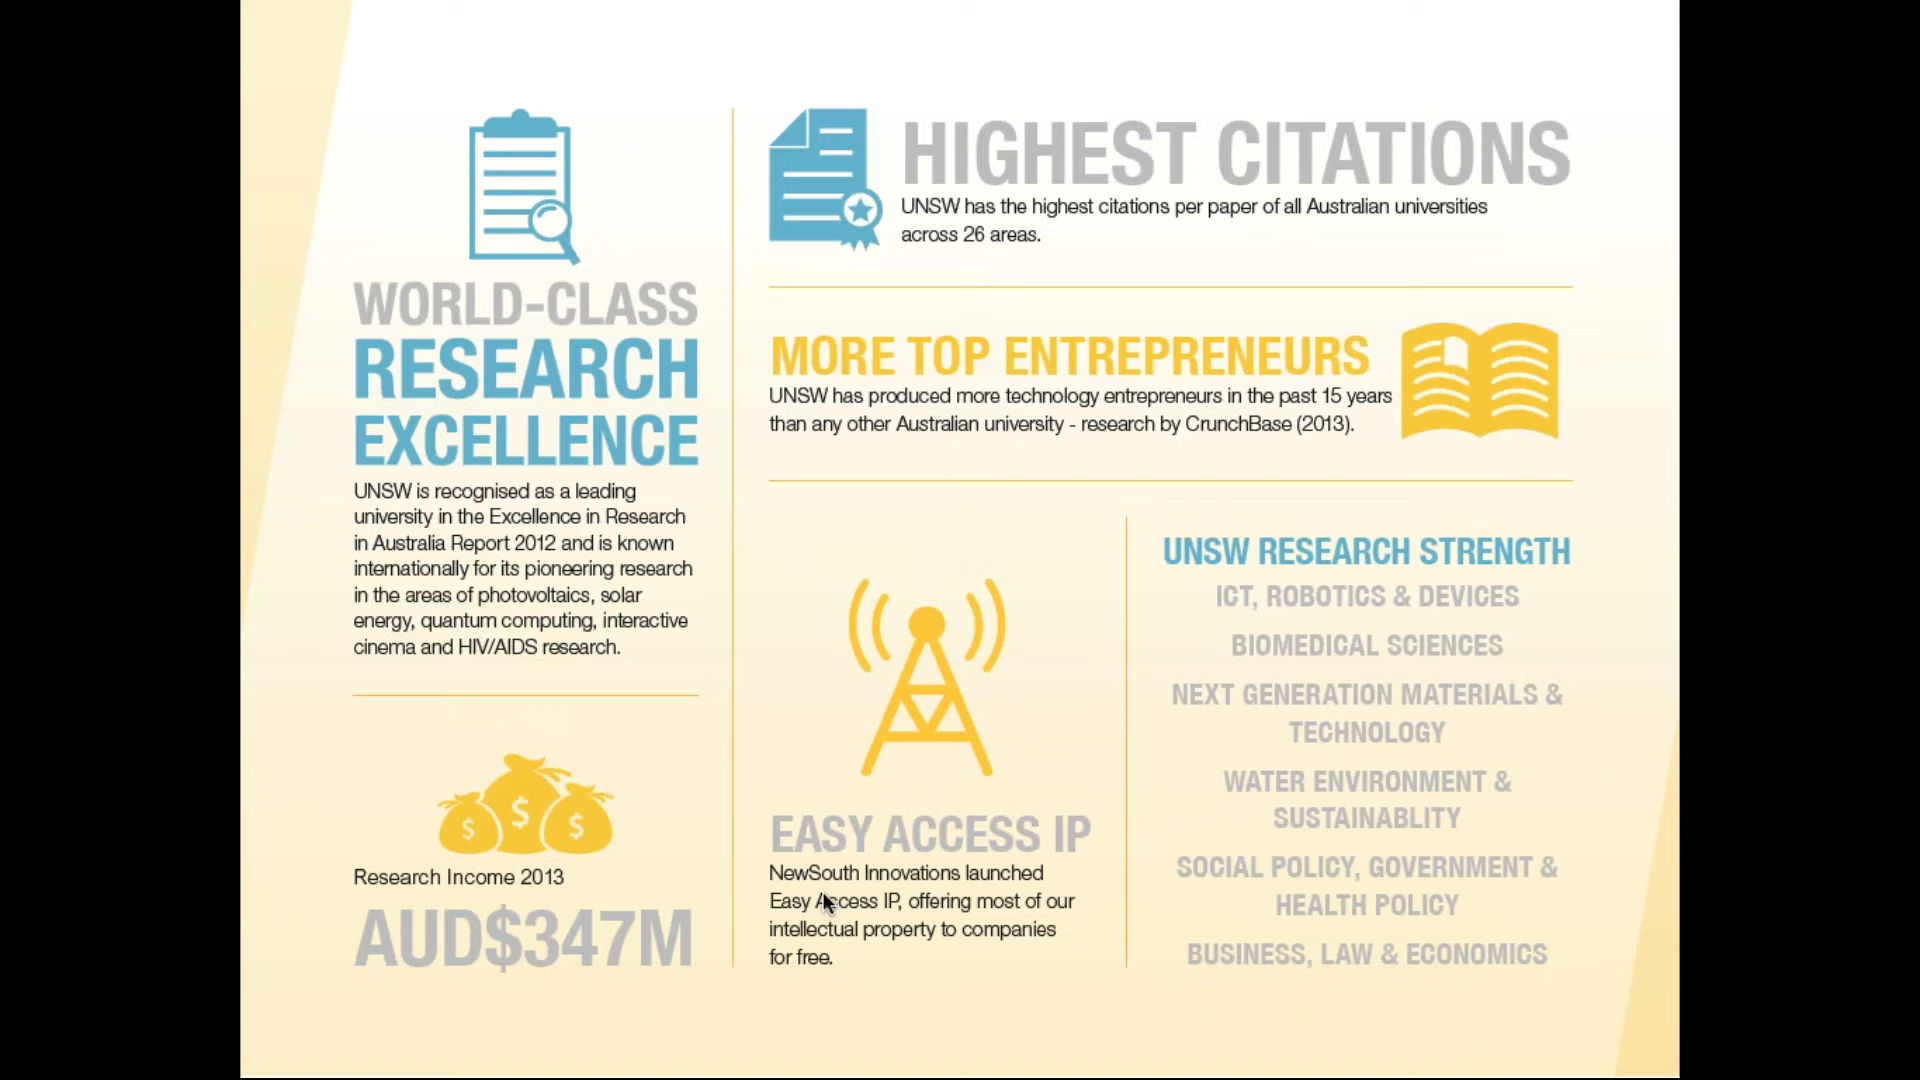 WORLD-CLASS
RESEARCH
EXCELLENCE
UNSW is recognised as a leading
university in the Excellence in Research
in Australia Report 2012 and is known
internationally for its pioneering research
in the areas of photovoltaics, solar
energy, quantum computing, interactive
cinema and HIV/AIDS research.
$ $ $
Research Income 2013
AUD$347M
HIGHEST CITATIONS
UNSW has the highest citations per paper of all Australian universities
across 26 areas.
MORE TOP ENTREPRENEURS
UNSW has produced more technology entrepreneurs in the past 15 years
than any other Australian university - research by CrunchBase (2013).
EASY ACCESS IP
NewSouth Innovations launched
Easy Access IP, offering most of our
intellectual property to companies
for free.
UNSW RESEARCH STRENGTH
ICT, ROBOTICS & DEVICES
BIOMEDICAL SCIENCES
NEXT GENERATION MATERIALS &
TECHNOLOGY
WATER ENVIRONMENT &
SUSTAINABLITY
SOCIAL POLICY, GOVERNMENT &
HEALTH POLICY
BUSINESS, LAW & ECONOMICS